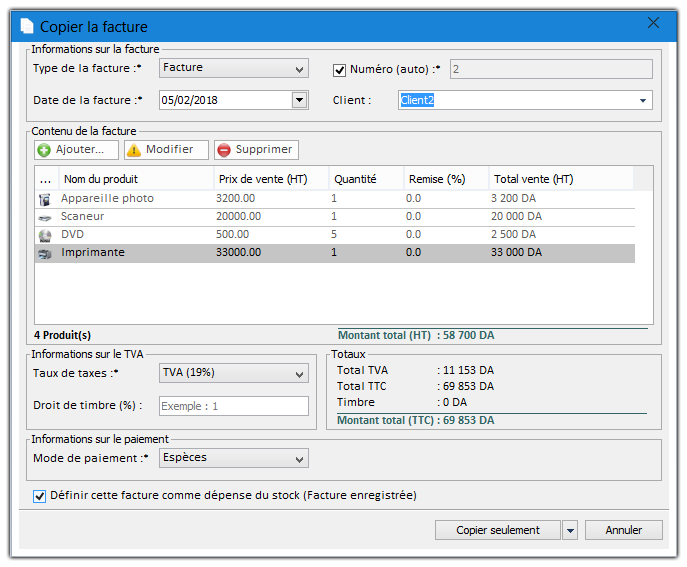 Copier la facture
Informations sur la facture
Type de la facture :* Facture Numéro (auto) :* 2
Date de la facture :* 05/02/2018 Client : Client2
Contenu de la facture
Ajouter... Modifier Supprimer
... Nom du produit Prix de vente (HT) Quantité Remise (%) Total vente (HT)
Appareille photo 3200.00 1 0.0 3 200 DA
Scaneur 20000.00 1 0.0 20 000 DA
DVD 500.00 5 0.0 2 500 DA
Imprimante 33000.00 1 0.0 33 000 DA
4 Produit(s) Montant total (HT) : 58 700 DA
Informations sur le TVA Totaux
Taux de taxes :* TVA (19%) Total TVA : 11 153 DA
Total TTC : 69 853 DA
Droit de timbre (%) : Exemple : 1 Timbre : 0 DA
Montant total (TTC) : 69 853 DA
Informations sur le paiement
Mode de paiement :* Espèces
Définir cette facture comme dépense du stock (Facture enregistrée)
Copier seulement Annuler